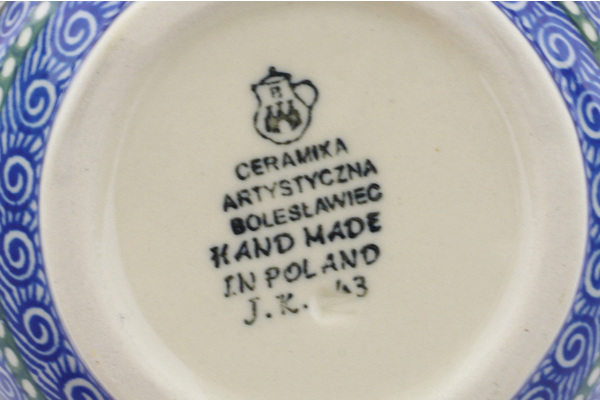 CERAMIKA
ARTYSTYCZNA
BOLESŁAWIEC
HAND MADE
IN POLAND
J.K.